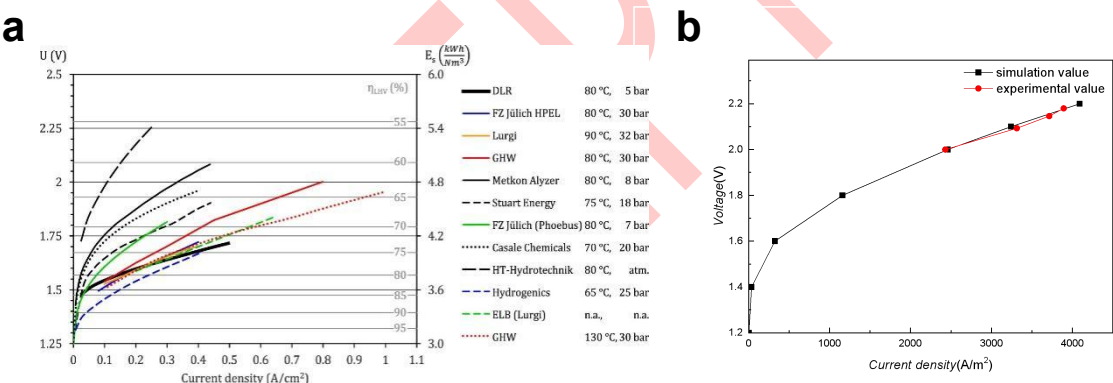 a
U (V)
E_s (kWh/Nm³)
2.5
2.25
2
1.75
1.5
1.25
6.0
5.4
4.8
4.2
3.6
3.0
η_LHV (%)
55
60
65
70
75
80
85
90
95
0 0.1 0.2 0.3 0.4 0.5 0.6 0.7 0.8 0.9 1 1.1
Current density [A/cm²)
DLR 80 °C, 5 bar
FZ Jülich HPEL 80 °C, 30 bar
Lurgi 90 °C, 32 bar
GHW 80 °C, 30 bar
Metkon Alyzer 80 °C, 8 bar
Stuart Energy 75 °C, 18 bar
FZ Jülich (Phoebus) 80 °C, 7 bar
Casale Chemicals 70 °C, 20 bar
HT-Hydrotechnik 80 °C, atm.
Hydrogenics 65 °C, 25 bar
ELB (Lurgi) n.a., n.a.
GHW 130 °C, 30 bar
b
simulation value
experimental value
Voltage(V)
2.2
2.0
1.8
1.6
1.4
1.2
0 1000 2000 3000 4000
Current density(A/m²)